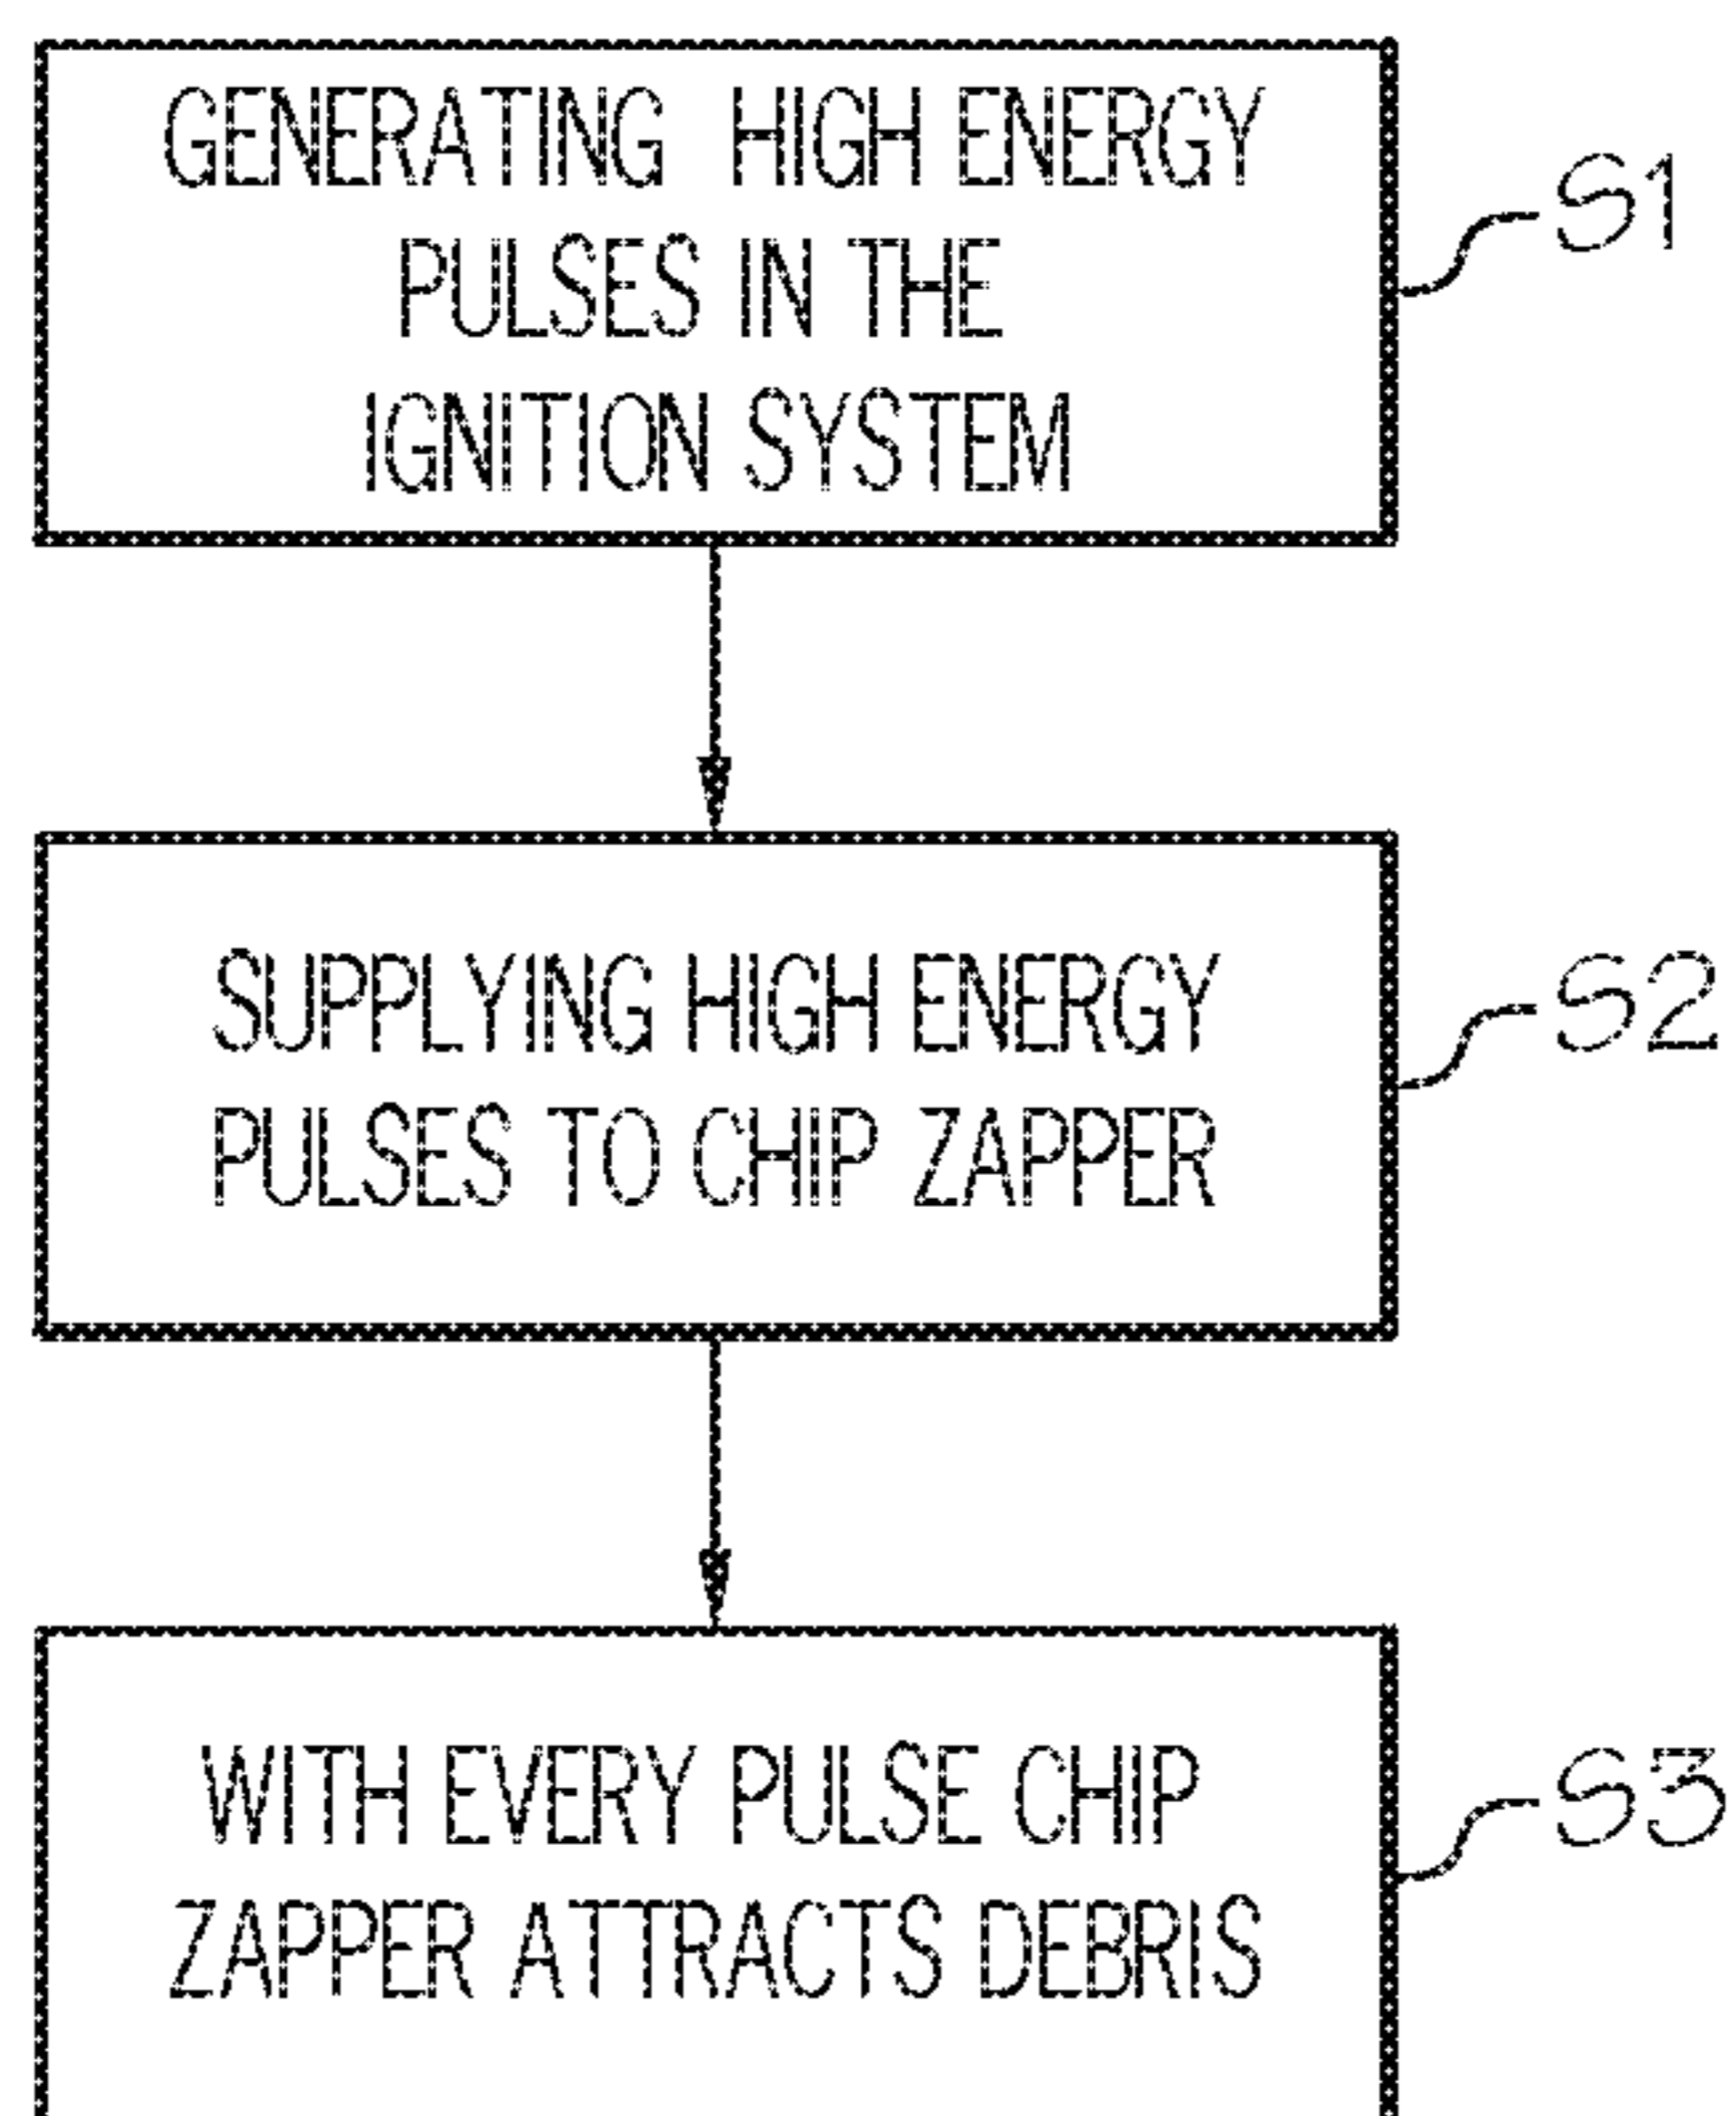 GENERATING HIGH ENERGY
PULSES IN THE
IGNITION SYSTEM
S1
SUPPLYING HIGH ENERGY
PULSES TO CHIP ZAPPER
S2
WITH EVERY PULSE CHIP
ZAPPER ATTRACTS DEBRIS
S3